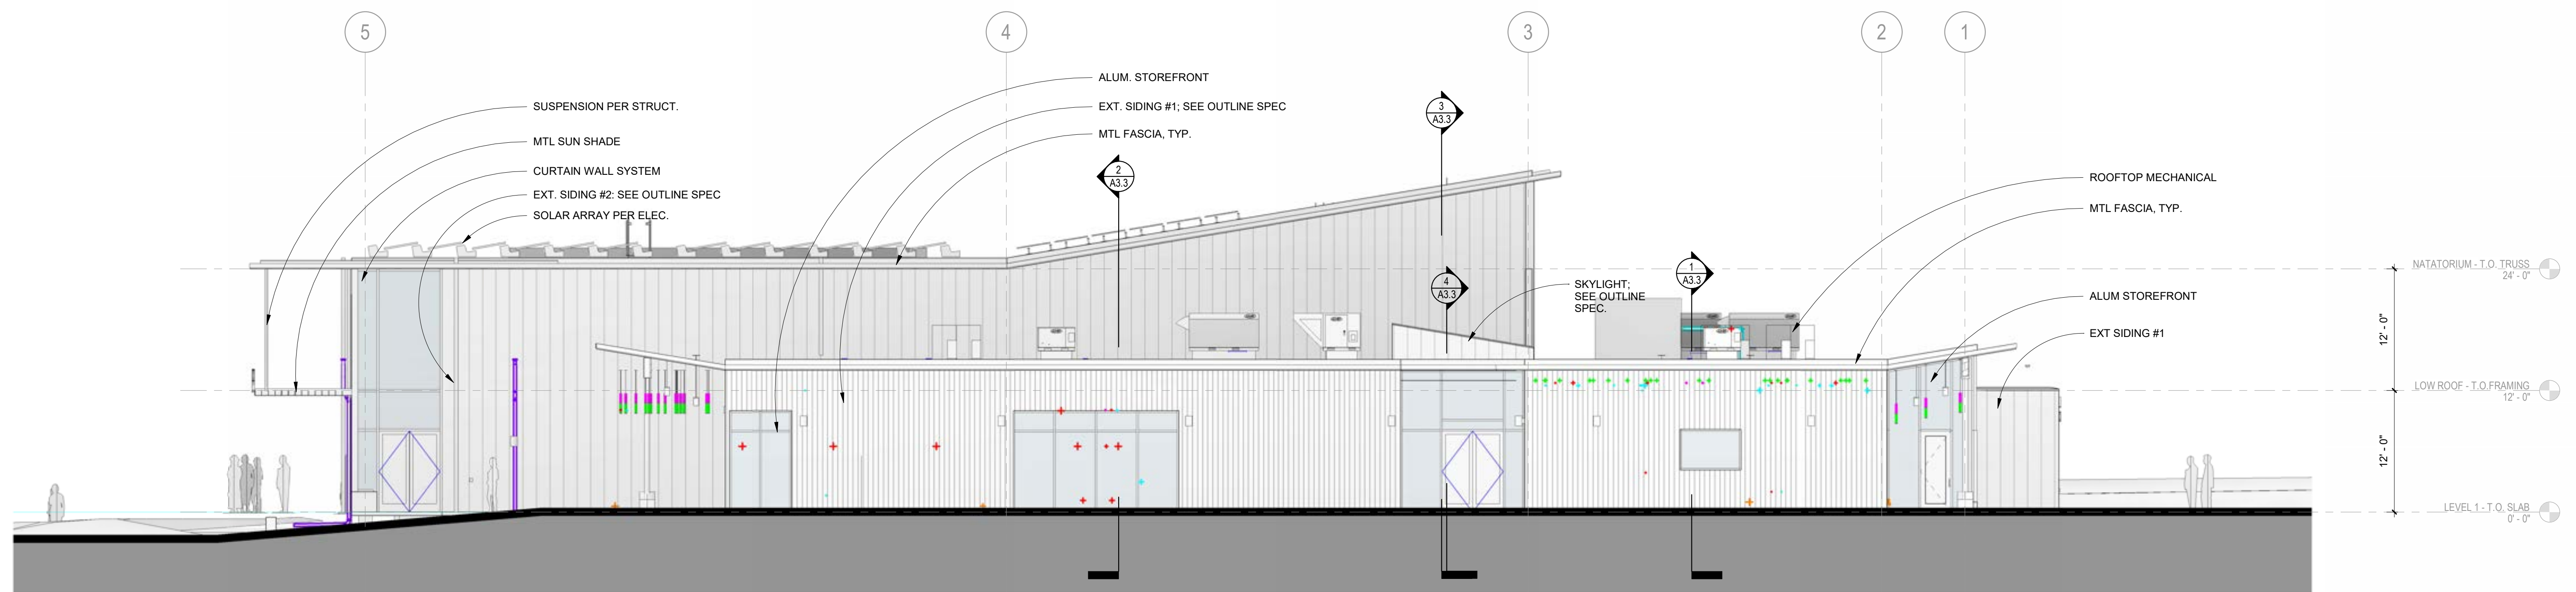 5
4
3
2
1
SUSPENSION PER STRUCT.
MTL SUN SHADE
CURTAIN WALL SYSTEM
EXT. SIDING #2: SEE OUTLINE SPEC
SOLAR ARRAY PER ELEC.
ALUM. STOREFRONT
EXT. SIDING #1; SEE OUTLINE SPEC
MTL FASCIA, TYP.
2
A3.3
3
A3.3
4
A3.3
SKYLIGHT;
SEE OUTLINE
SPEC.
1
A3.3
ROOFTOP MECHANICAL
MTL FASCIA, TYP.
ALUM STOREFRONT
EXT SIDING #1
12' - 0"
12' - 0"
NATATORIUM - T.O. TRUSS
24' - 0"
LOW ROOF - T.O.FRAMING
12' - 0"
LEVEL 1 - T.O. SLAB
0' - 0"